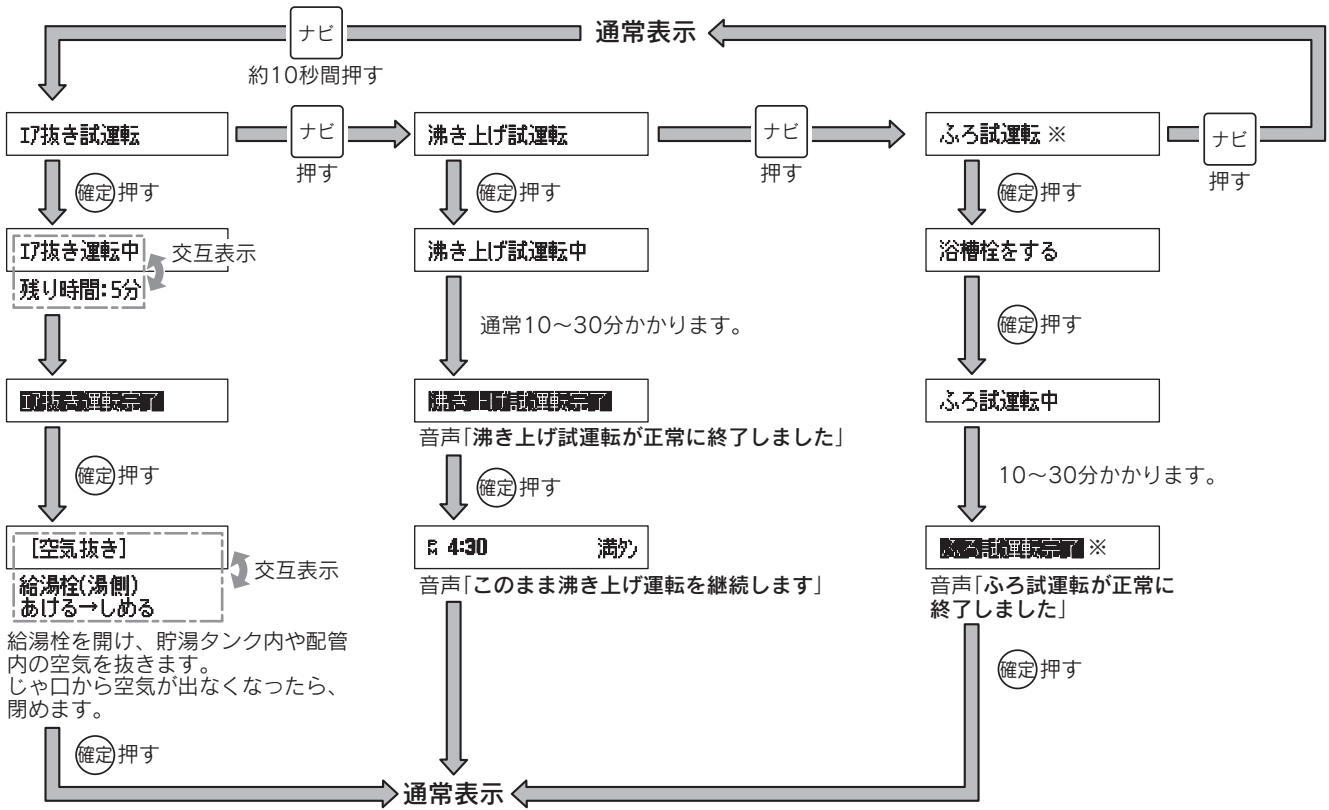 通常表示
ナビ
約10秒間押す
エア抜き試運転
ナビ
押す
沸き上げ試運転
ナビ
押す
ふろ試運転 ※
ナビ
押す
確定押す
確定押す
確定押す
エア抜き運転中
交互表示
残り時間:5分
沸き上げ試運転中
浴槽栓をする
通常10~30分かかります。
確定押す
エア抜き運転完了
沸き上げ試運転完了
音声「沸き上げ試運転が正常に終了しました」
ふろ試運転中
確定押す
確定押す
10~30分かかります。
[空気抜き]
交互表示
給湯栓(湯側)
あける→しめる
給湯栓を開け、貯湯タンク内や配管
内の空気を抜きます。
じゃ口から空気が出なくなったら、
閉めます。
PM 4:30 満タン
音声「このまま沸き上げ運転を継続します」
ふろ試運転完了 ※
音声「ふろ試運転が正常に
終了しました」
確定押す
確定押す
通常表示